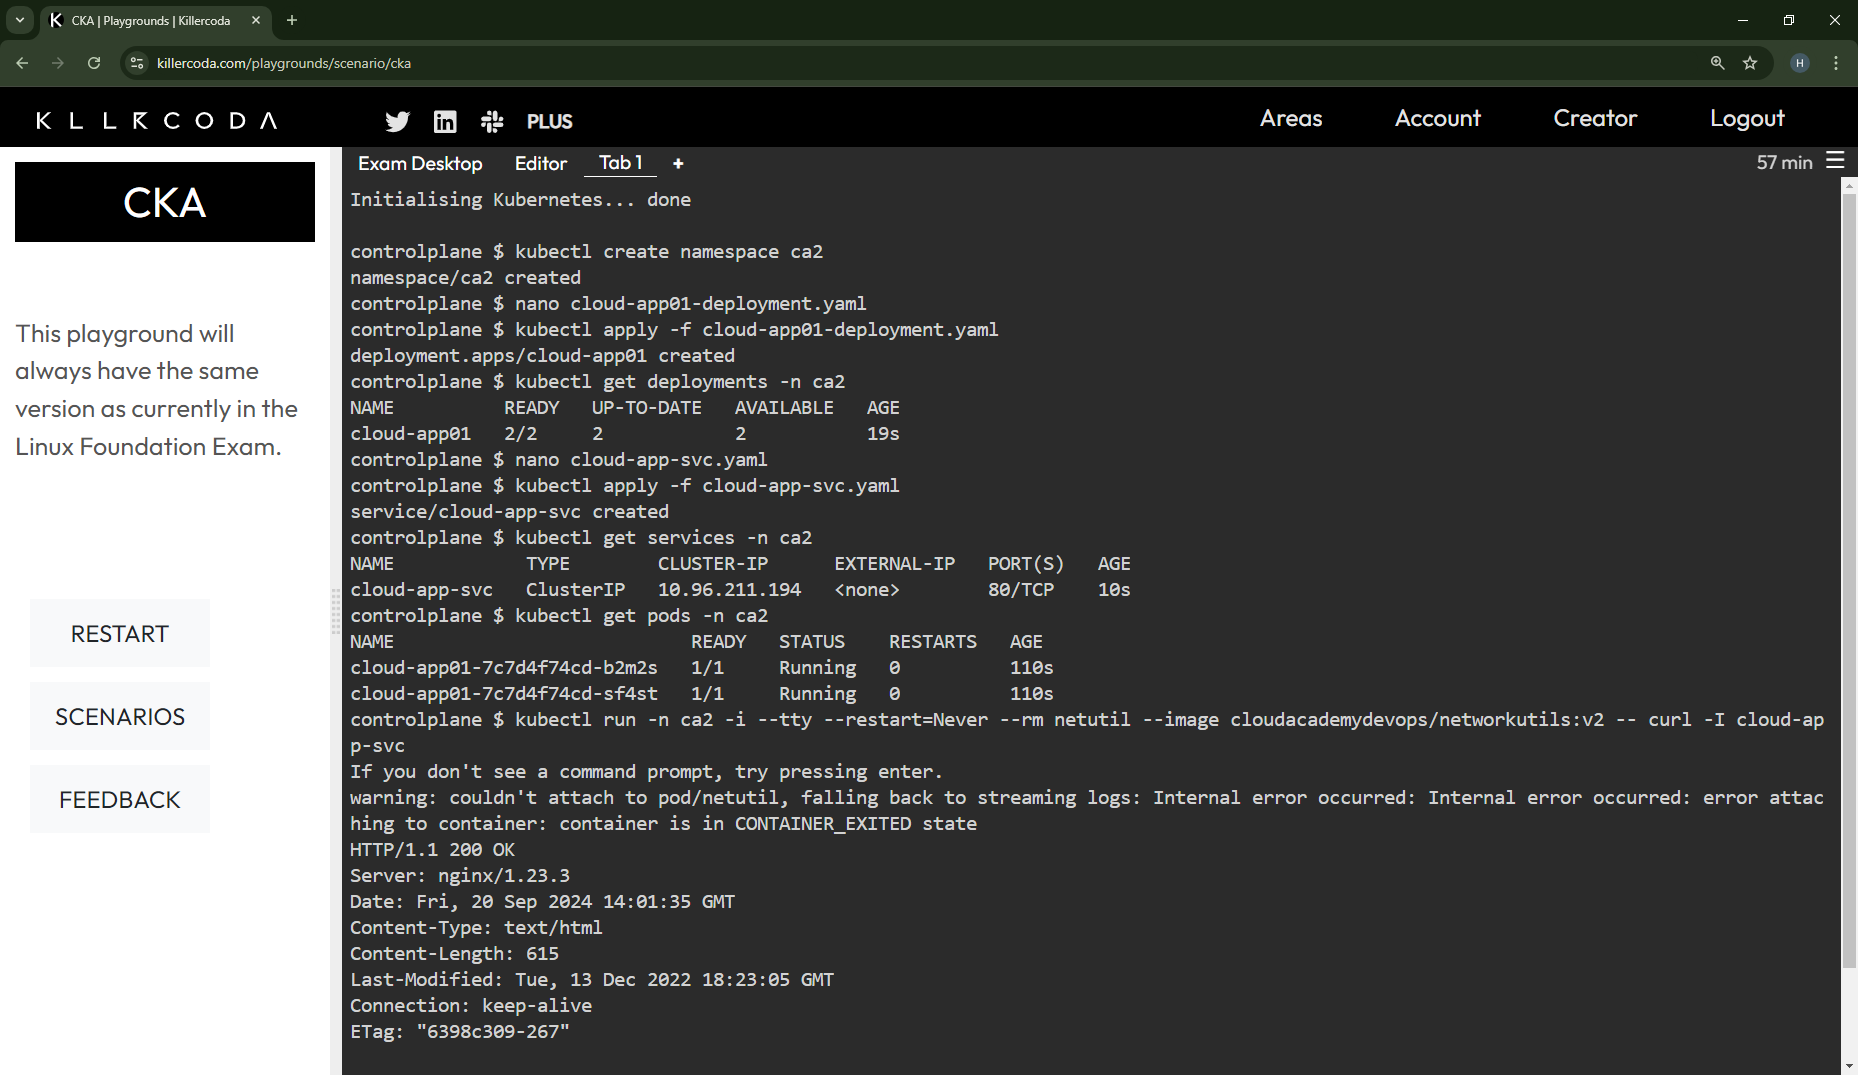 CKA | Playgrounds | Killercoda
killercoda.com/playgrounds/scenario/cka
H
KLLRCODA
PLUS
Areas
Account
Creator
Logout
CKA
This playground will
always have the same
version as currently in the
Linux Foundation Exam.
RESTART
SCENARIOS
FEEDBACK
Exam Desktop
Editor
Tab 1
+
57 min
Initialising Kubernetes... done
controlplane $ kubectl create namespace ca2
namespace/ca2 created
controlplane $ nano cloud-app01-deployment.yaml
controlplane $ kubectl apply -f cloud-app01-deployment.yaml
deployment.apps/cloud-app01 created
controlplane $ kubectl get deployments -n ca2
NAME          READY   UP-TO-DATE   AVAILABLE   AGE
cloud-app01   2/2     2            2           19s
controlplane $ nano cloud-app-svc.yaml
controlplane $ kubectl apply -f cloud-app-svc.yaml
service/cloud-app-svc created
controlplane $ kubectl get services -n ca2
NAME            TYPE        CLUSTER-IP      EXTERNAL-IP   PORT(S)   AGE
cloud-app-svc   ClusterIP   10.96.211.194   <none>        80/TCP    10s
controlplane $ kubectl get pods -n ca2
NAME                           READY   STATUS    RESTARTS   AGE
cloud-app01-7c7d4f74cd-b2m2s   1/1     Running   0          110s
cloud-app01-7c7d4f74cd-sf4st   1/1     Running   0          110s
controlplane $ kubectl run -n ca2 -i --tty --restart=Never --rm netutil --image cloudacademydevops/networkutils:v2 -- curl -I cloud-ap
p-svc
If you don't see a command prompt, try pressing enter.
warning: couldn't attach to pod/netutil, falling back to streaming logs: Internal error occurred: Internal error occurred: error attac
hing to container: container is in CONTAINER_EXITED state
HTTP/1.1 200 OK
Server: nginx/1.23.3
Date: Fri, 20 Sep 2024 14:01:35 GMT
Content-Type: text/html
Content-Length: 615
Last-Modified: Tue, 13 Dec 2022 18:23:05 GMT
Connection: keep-alive
ETag: "6398c309-267"